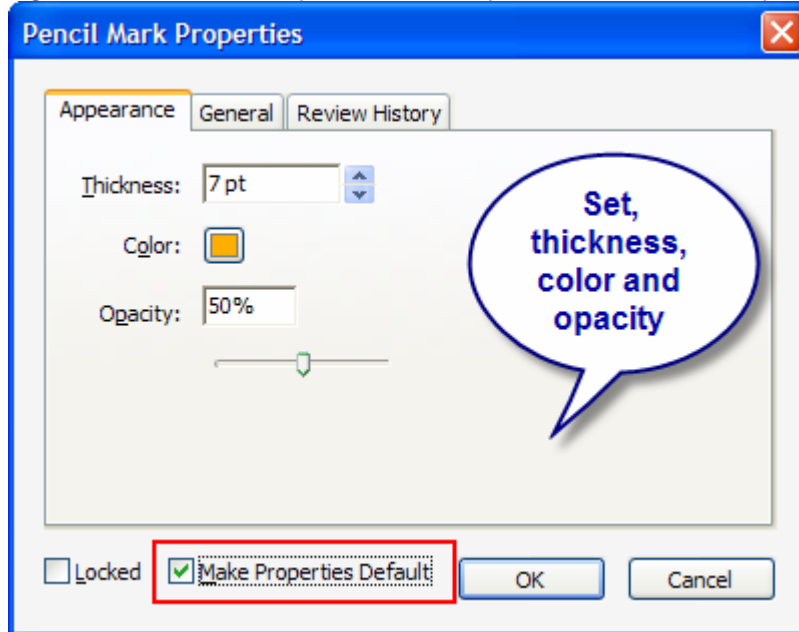 Pencil Mark Properties
Appearance General Review History
Thickness: 7 pt
Color:
Opacity: 50%
Set,
thickness,
color and
opacity
Locked Make Properties Default OK Cancel